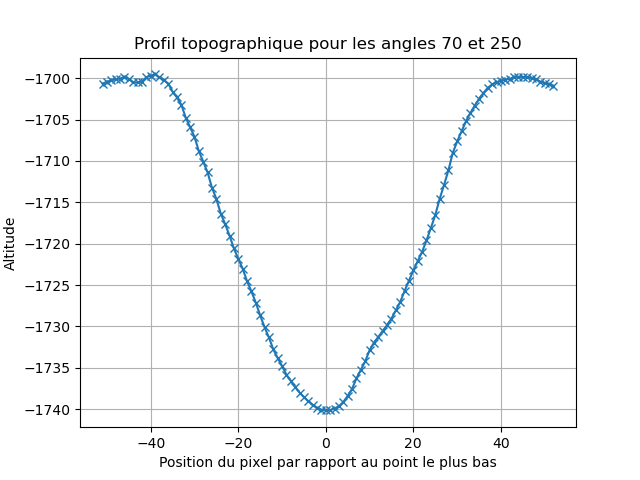 Profil topographique pour les angles 70 et 250
−1700
−1705
−1710
−1715
−1720
−1725
−1730
−1735
−1740
Altitude
−40 −20 0 20 40
Position du pixel par rapport au point le plus bas